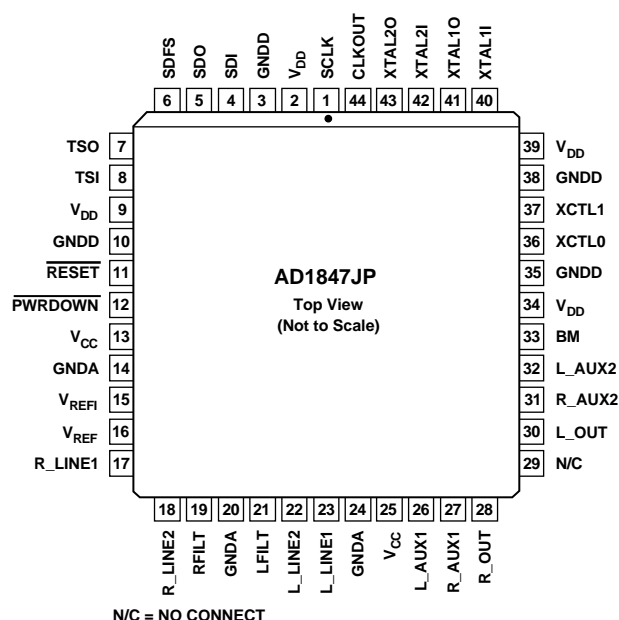 SDFS SDO SDI GNDD VDD SCLK CLKOUT XTAL2O XTAL2I XTAL1O XTAL1I
6 5 4 3 2 1 44 43 42 41 40
TSO 7
TSI 8
VDD 9
GNDD 10
RESET 11
PWRDOWN 12
VCC 13
GNDA 14
VREFI 15
VREF 16
R_LINE1 17
AD1847JP
Top View
(Not to Scale)
39 VDD
38 GNDD
37 XCTL1
36 XCTL0
35 GNDD
34 VDD
33 BM
32 L_AUX2
31 R_AUX2
30 L_OUT
29 N/C
18 19 20 21 22 23 24 25 26 27 28
R_LINE2 RFILT GNDA LFILT L_LINE2 L_LINE1 GNDA VCC L_AUX1 R_AUX1 R_OUT
N/C = NO CONNECT